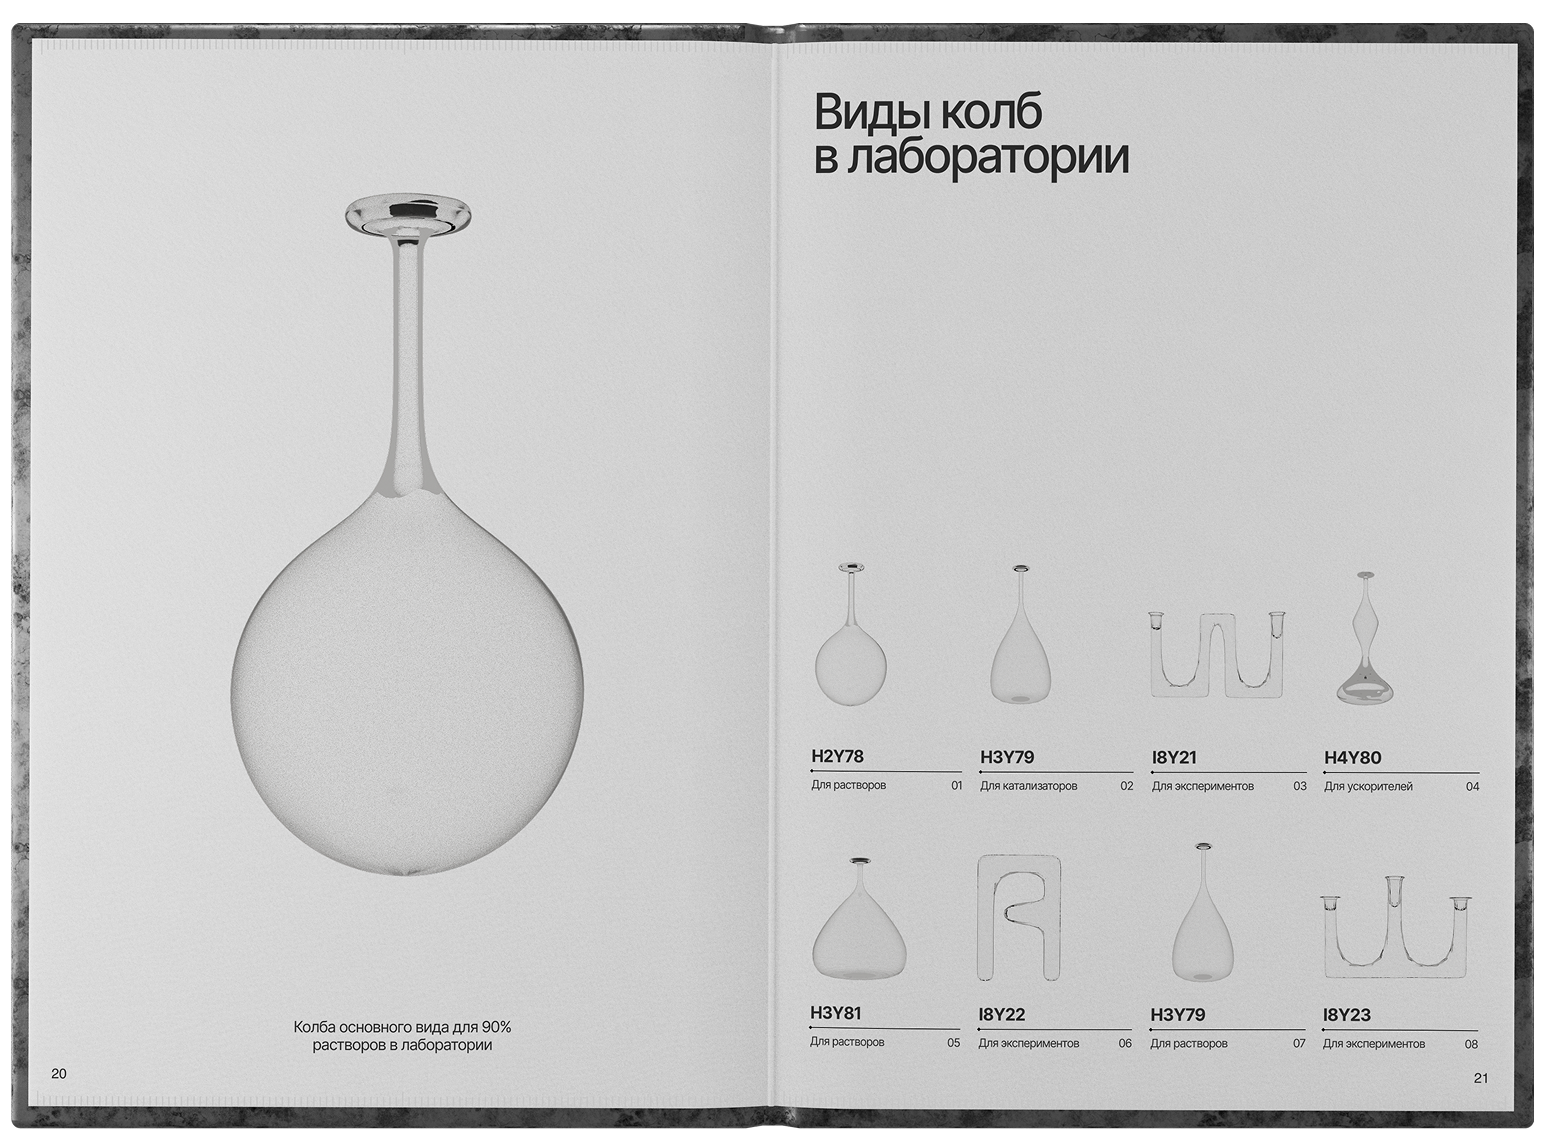 Колба основного вида для 90%
растворов в лаборатории
20
Виды колб
в лаборатории
H2Y78
Для растворов 01
H3Y79
Для катализаторов 02
I8Y21
Для экспериментов 03
H4Y80
Для ускорителей 04
H3Y81
Для растворов 05
I8Y22
Для экспериментов 06
H3Y79
Для растворов 07
I8Y23
Для экспериментов 08
21